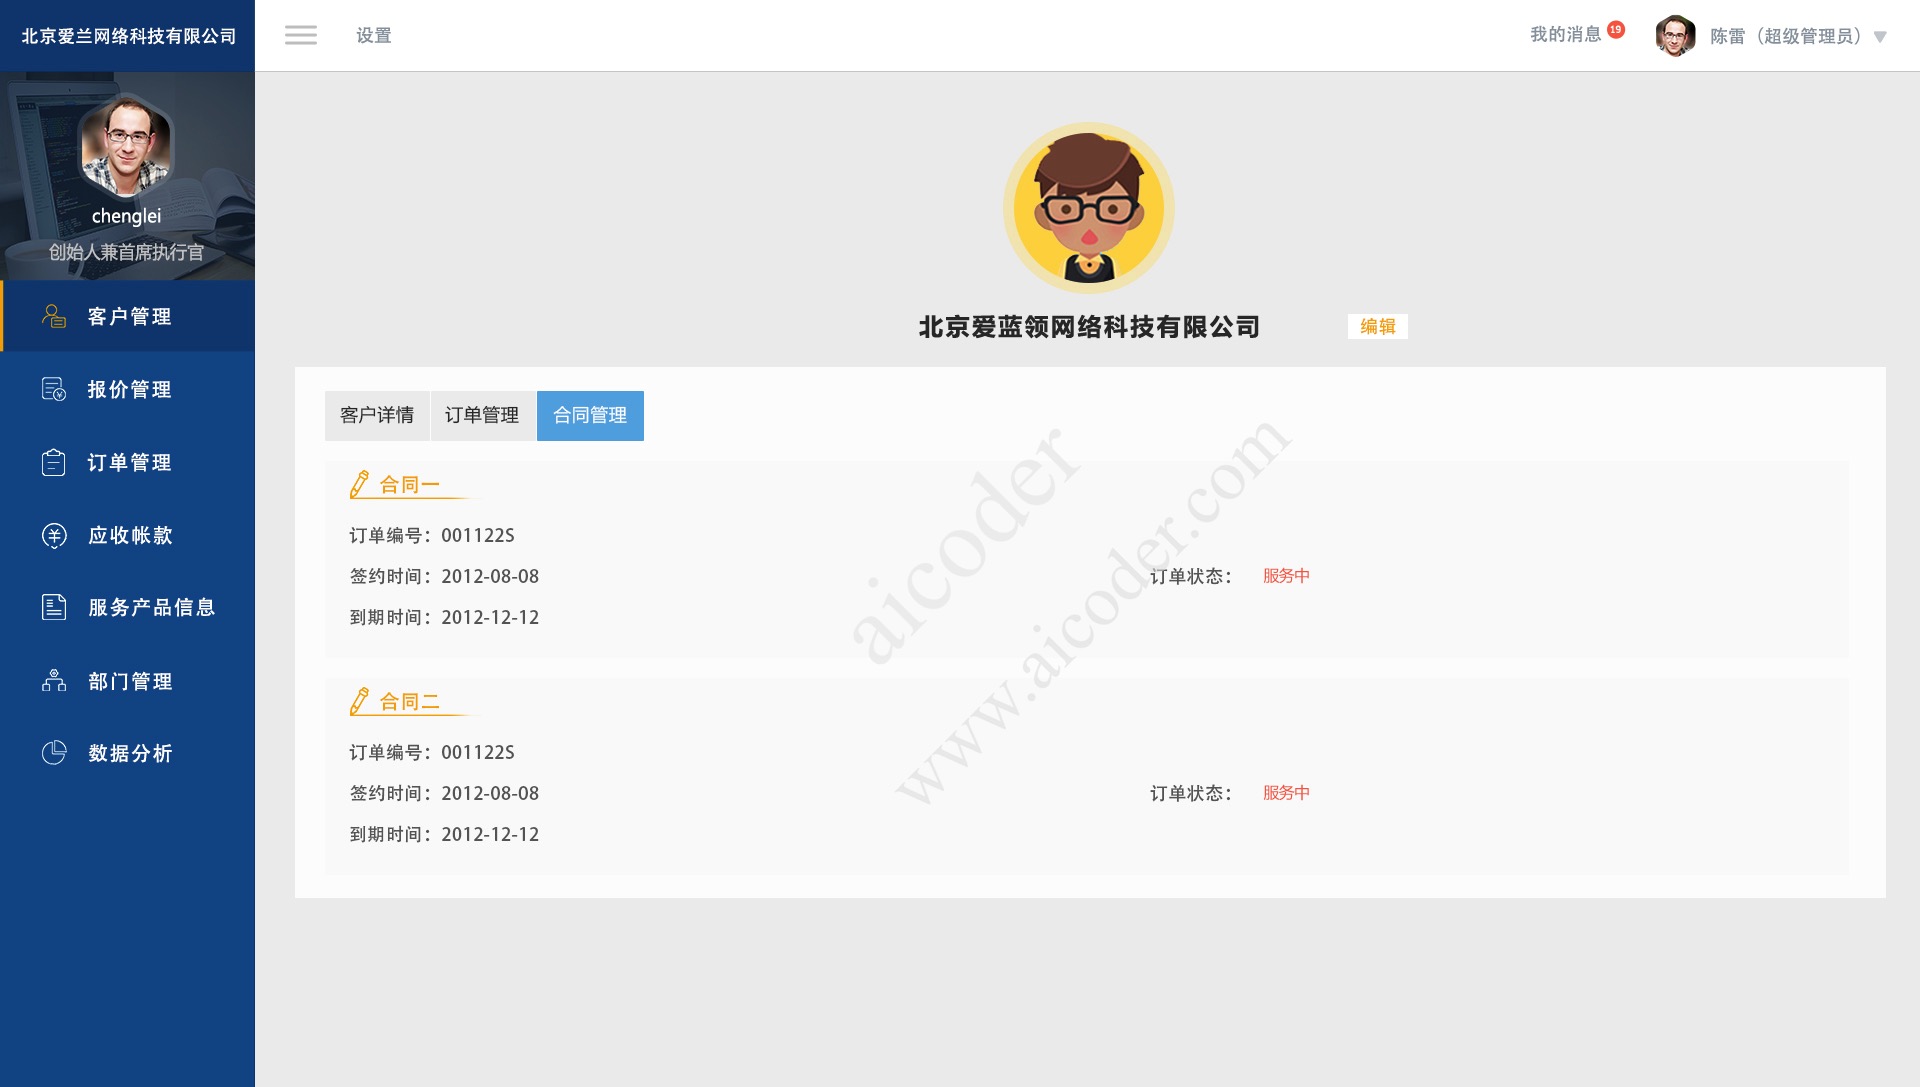 北京爱兰网络科技有限公司
设置
我的消息 19
陈雷（超级管理员）
chenglei
创始人兼首席执行官
客户管理
报价管理
订单管理
应收帐款
服务产品信息
部门管理
数据分析
北京爱蓝领网络科技有限公司
编辑
客户详情 订单管理 合同管理
合同一
订单编号：001122S
签约时间：2012-08-08 订单状态： 服务中
到期时间：2012-12-12
合同二
订单编号：001122S
签约时间：2012-08-08 订单状态： 服务中
到期时间：2012-12-12
aicoder
www.aicoder.com